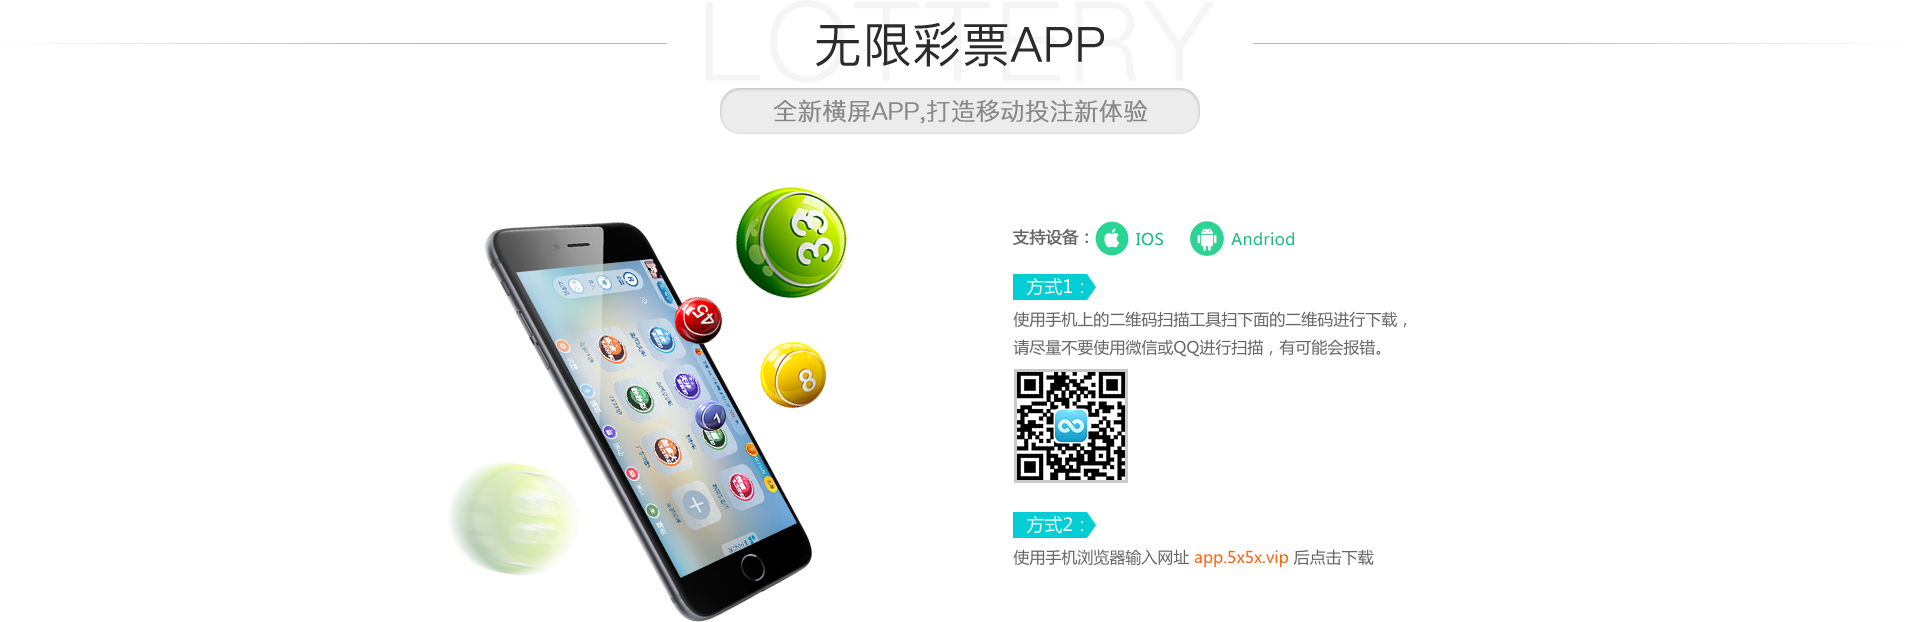 LOTTERY
无限彩票APP
全新横屏APP,打造移动投注新体验
33
45
8
1
支持设备：
IOS
Andriod
方式1：
使用手机上的二维码扫描工具扫下面的二维码进行下载，
请尽量不要使用微信或QQ进行扫描，有可能会报错。
方式2：
使用手机浏览器输入网址 app.5x5x.vip 后点击下载